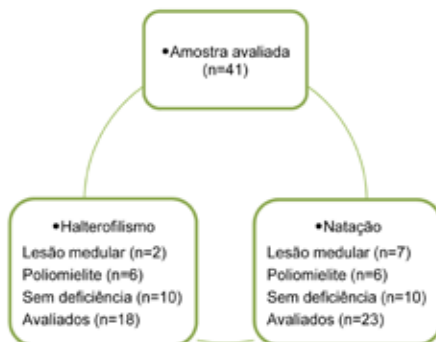 •Amostra avaliada
(n=41)
•Halterofilismo
Lesão medular (n=2)
Poliomielite (n=6)
Sem deficiência (n=10)
Avaliados (n=18)
•Natação
Lesão medular (n=7)
Poliomielite (n=6)
Sem deficiência (n=10)
Avaliados (n=23)